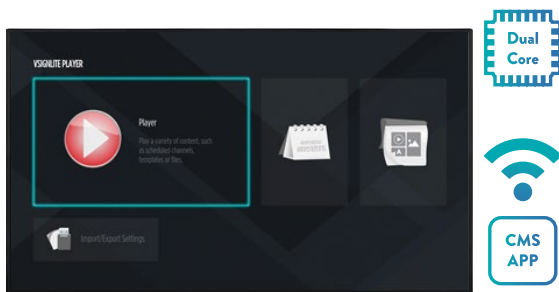 VSIGNLITE PLAYER
Player
Play a variety of content, such
as scheduled channels,
templates or files.
Import/Export Settings
Dual
Core
CMS
APP